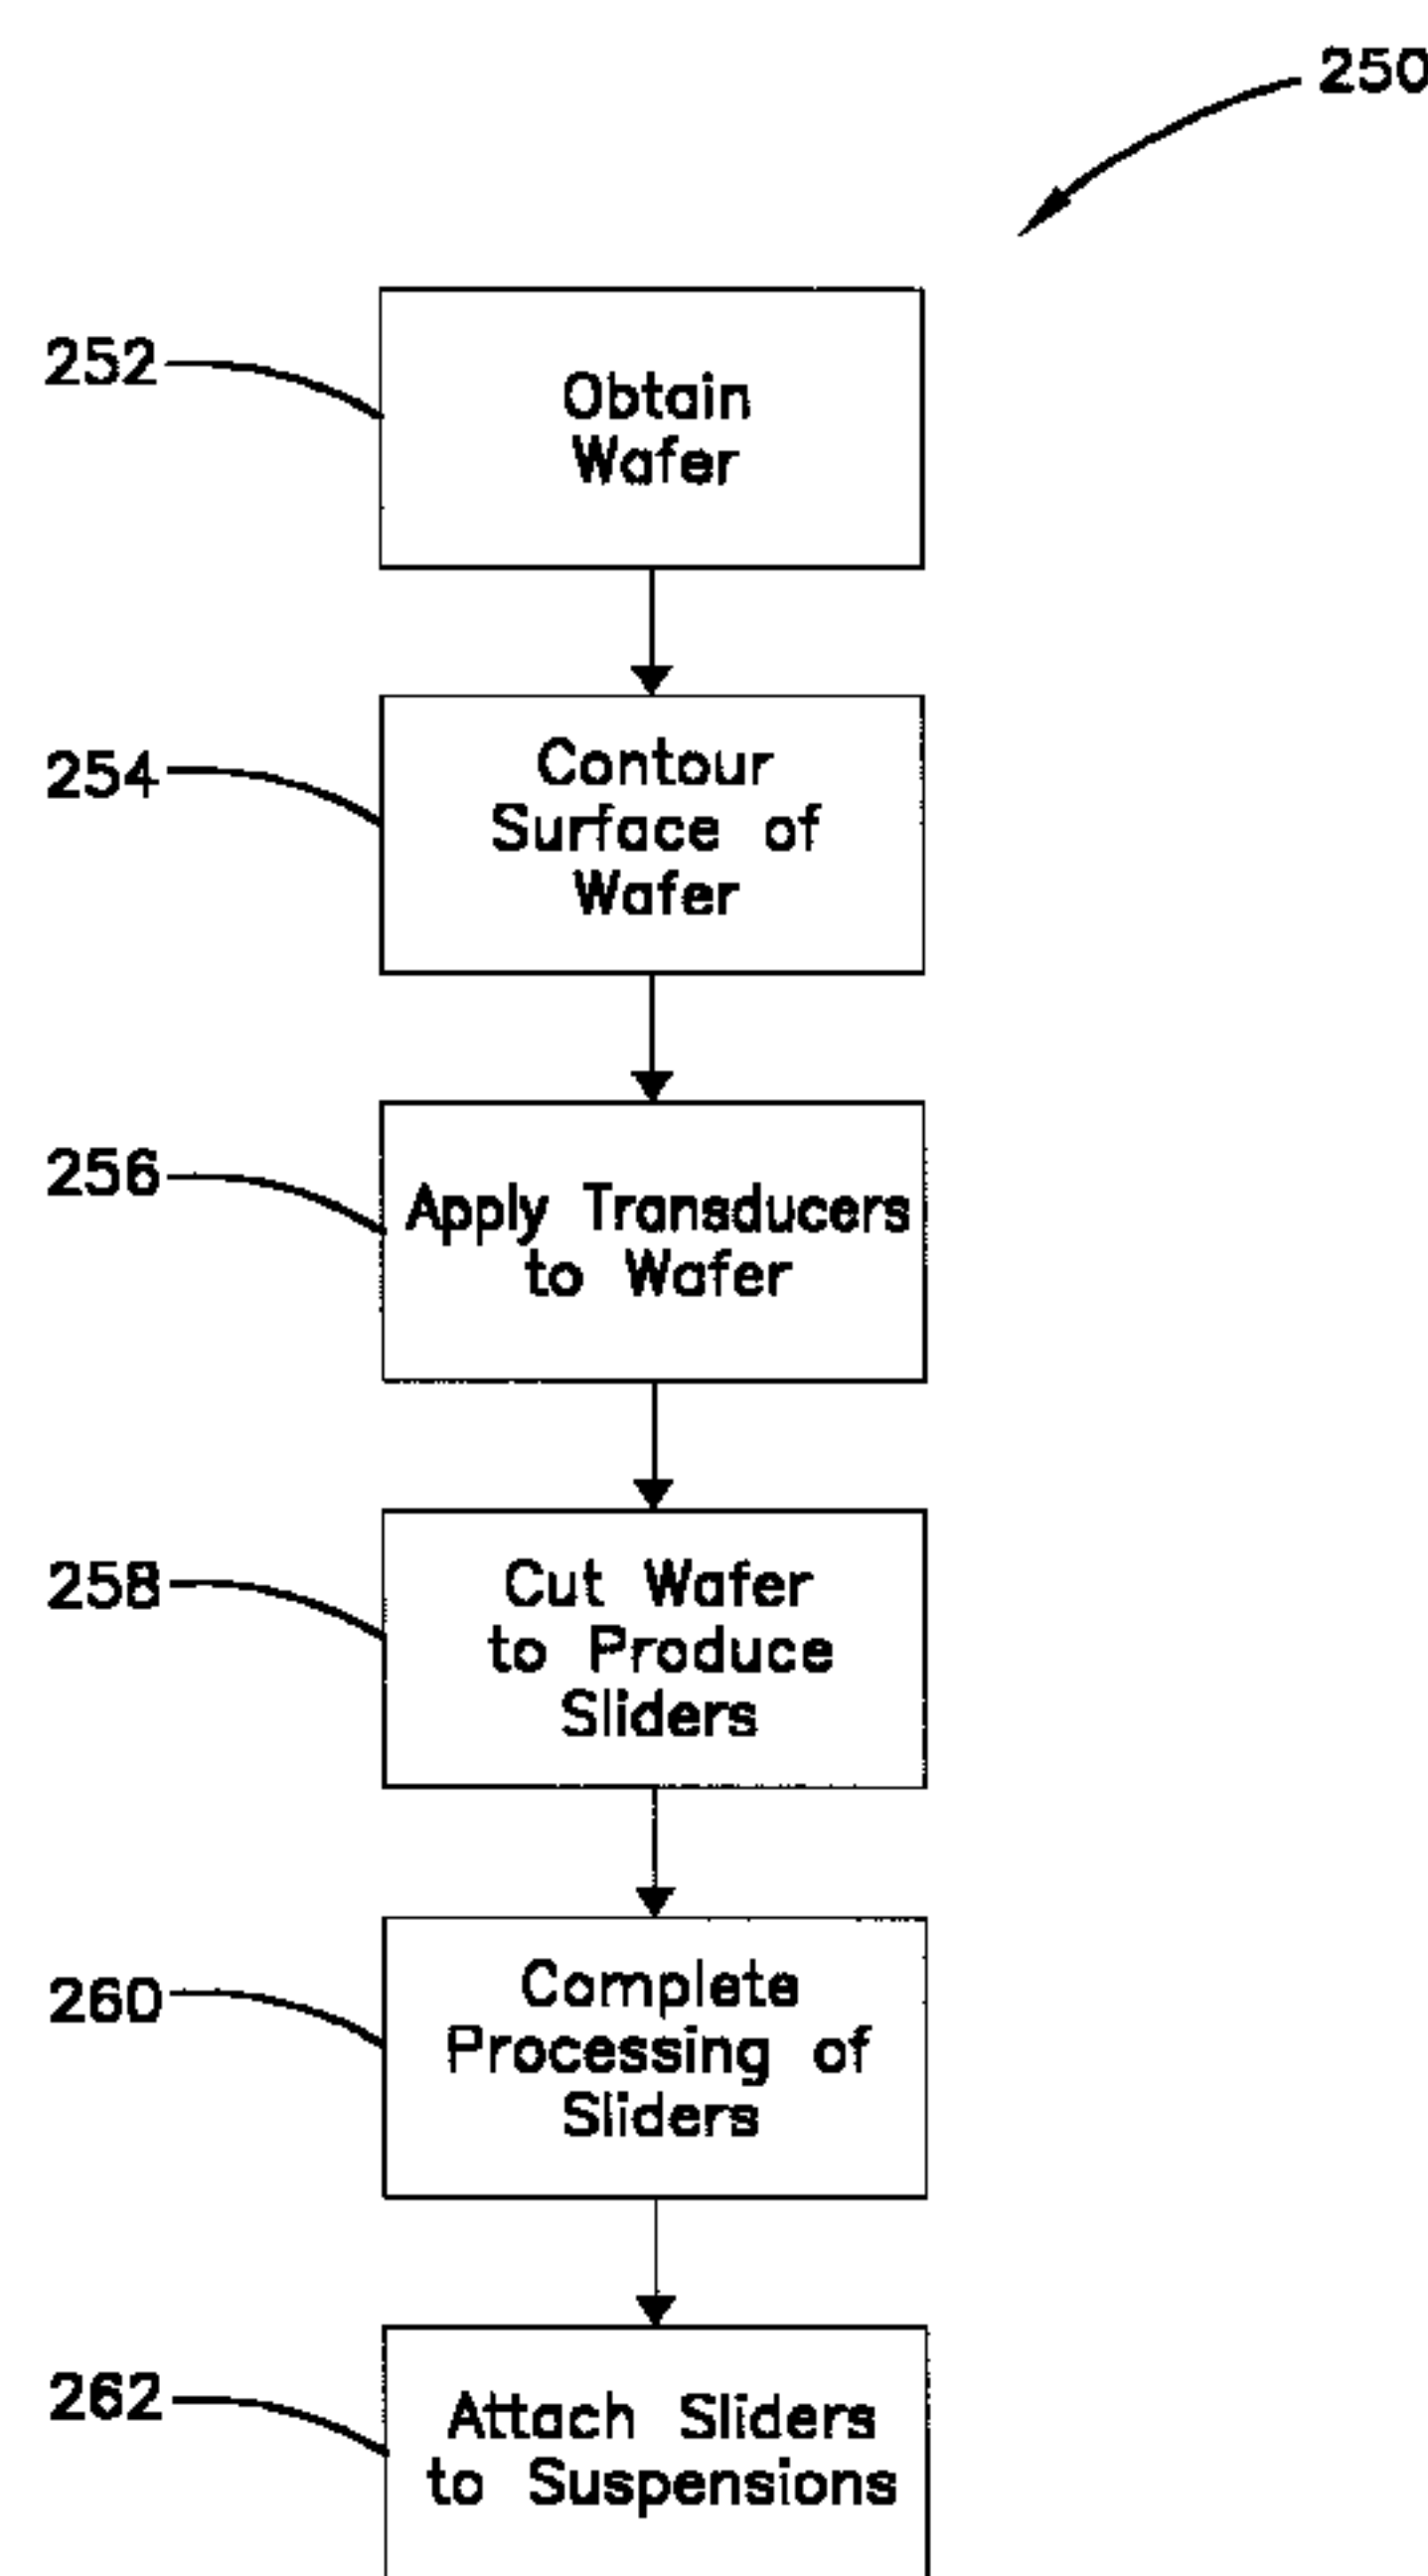 250
252
Obtain
Wafer
254
Contour
Surface of
Wafer
256
Apply Transducers
to Wafer
258
Cut Wafer
to Produce
Sliders
260
Complete
Processing of
Sliders
262
Attach Sliders
to Suspensions